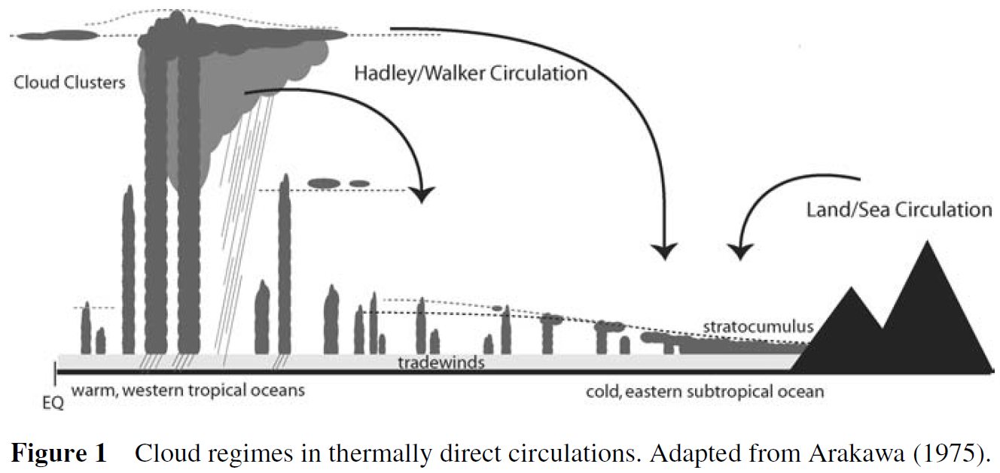 Cloud Clusters
Hadley/Walker Circulation
Land/Sea Circulation
stratocumulus
tradewinds
EQ
warm, western tropical oceans
cold, eastern subtropical ocean
Figure 1 Cloud regimes in thermally direct circulations. Adapted from Arakawa (1975).